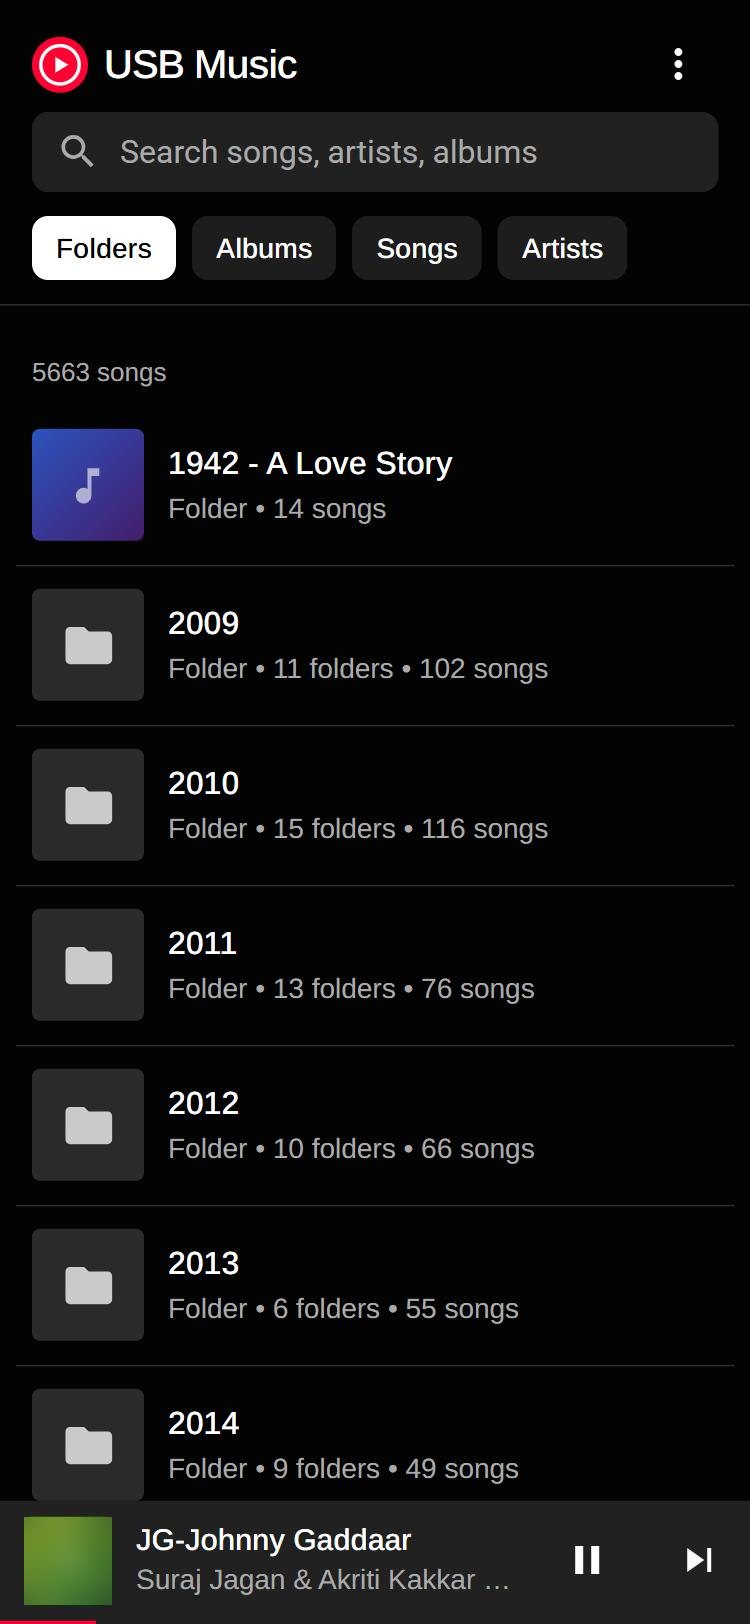 USB Music
Search songs, artists, albums
Folders
Albums
Songs
Artists
5663 songs
1942 - A Love Story
Folder • 14 songs
2009
Folder • 11 folders • 102 songs
2010
Folder • 15 folders • 116 songs
2011
Folder • 13 folders • 76 songs
2012
Folder • 10 folders • 66 songs
2013
Folder • 6 folders • 55 songs
2014
Folder • 9 folders • 49 songs
JG-Johnny Gaddaar
Suraj Jagan & Akriti Kakkar …